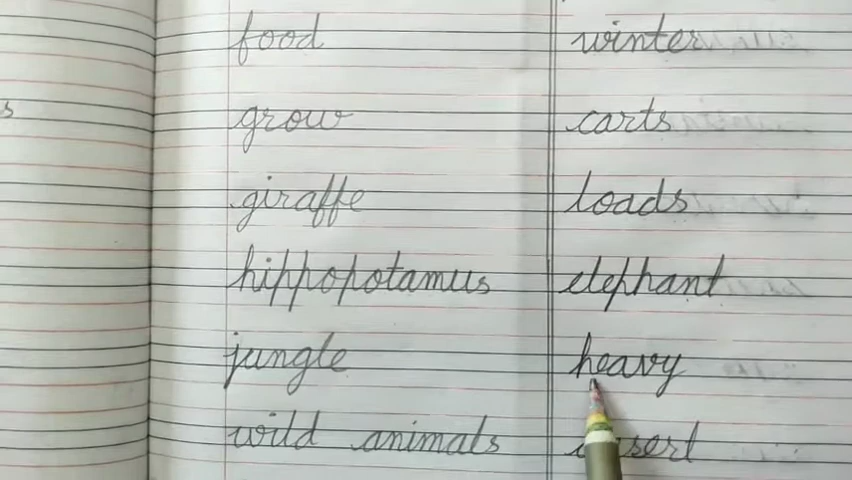 food
grow
giraffe
hippopotamus
jungle
wild animals
winter
carts
loads
elephant
heavy